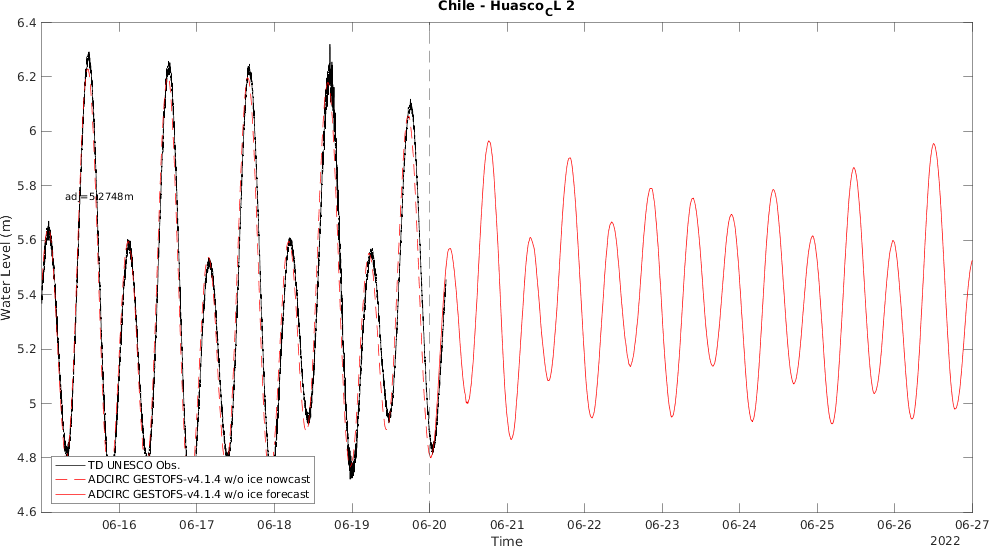 Chile - Huasco_CL 2
6.4
6.2
6
5.8
5.6
5.4
5.2
5
4.8
4.6
Water Level (m)
adj=5.2748m
TD UNESCO Obs.
ADCIRC GESTOFS-v4.1.4 w/o ice nowcast
ADCIRC GESTOFS-v4.1.4 w/o ice forecast
06-16 06-17 06-18 06-19 06-20 06-21 06-22 06-23 06-24 06-25 06-26 06-27
Time
2022